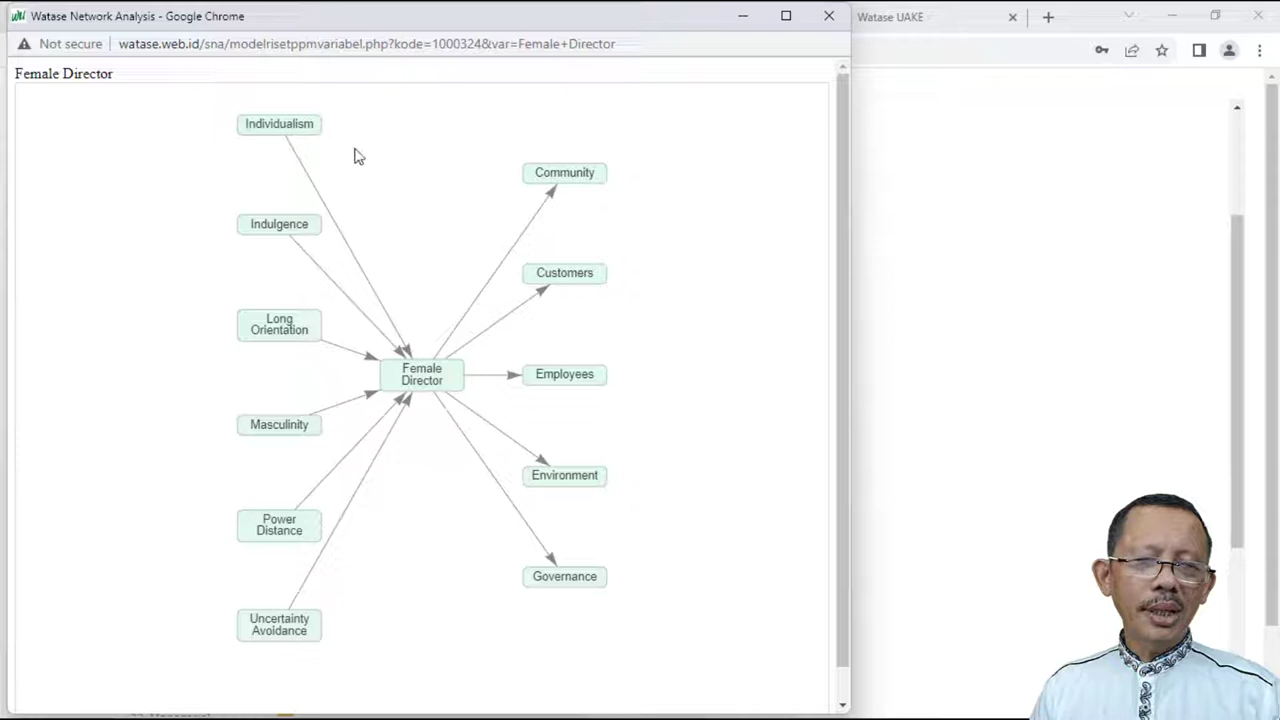 Watase Network Analysis - Google Chrome
Watase UAKE
Not secure
watase.web.id/sna/modelrisetppmvariabel.php?kode=1000324&var=Female+Director
Female Director
Individualism
Community
Indulgence
Customers
Long
Orientation
Female
Director
Employees
Masculinity
Environment
Power
Distance
Governance
Uncertainty
Avoidance